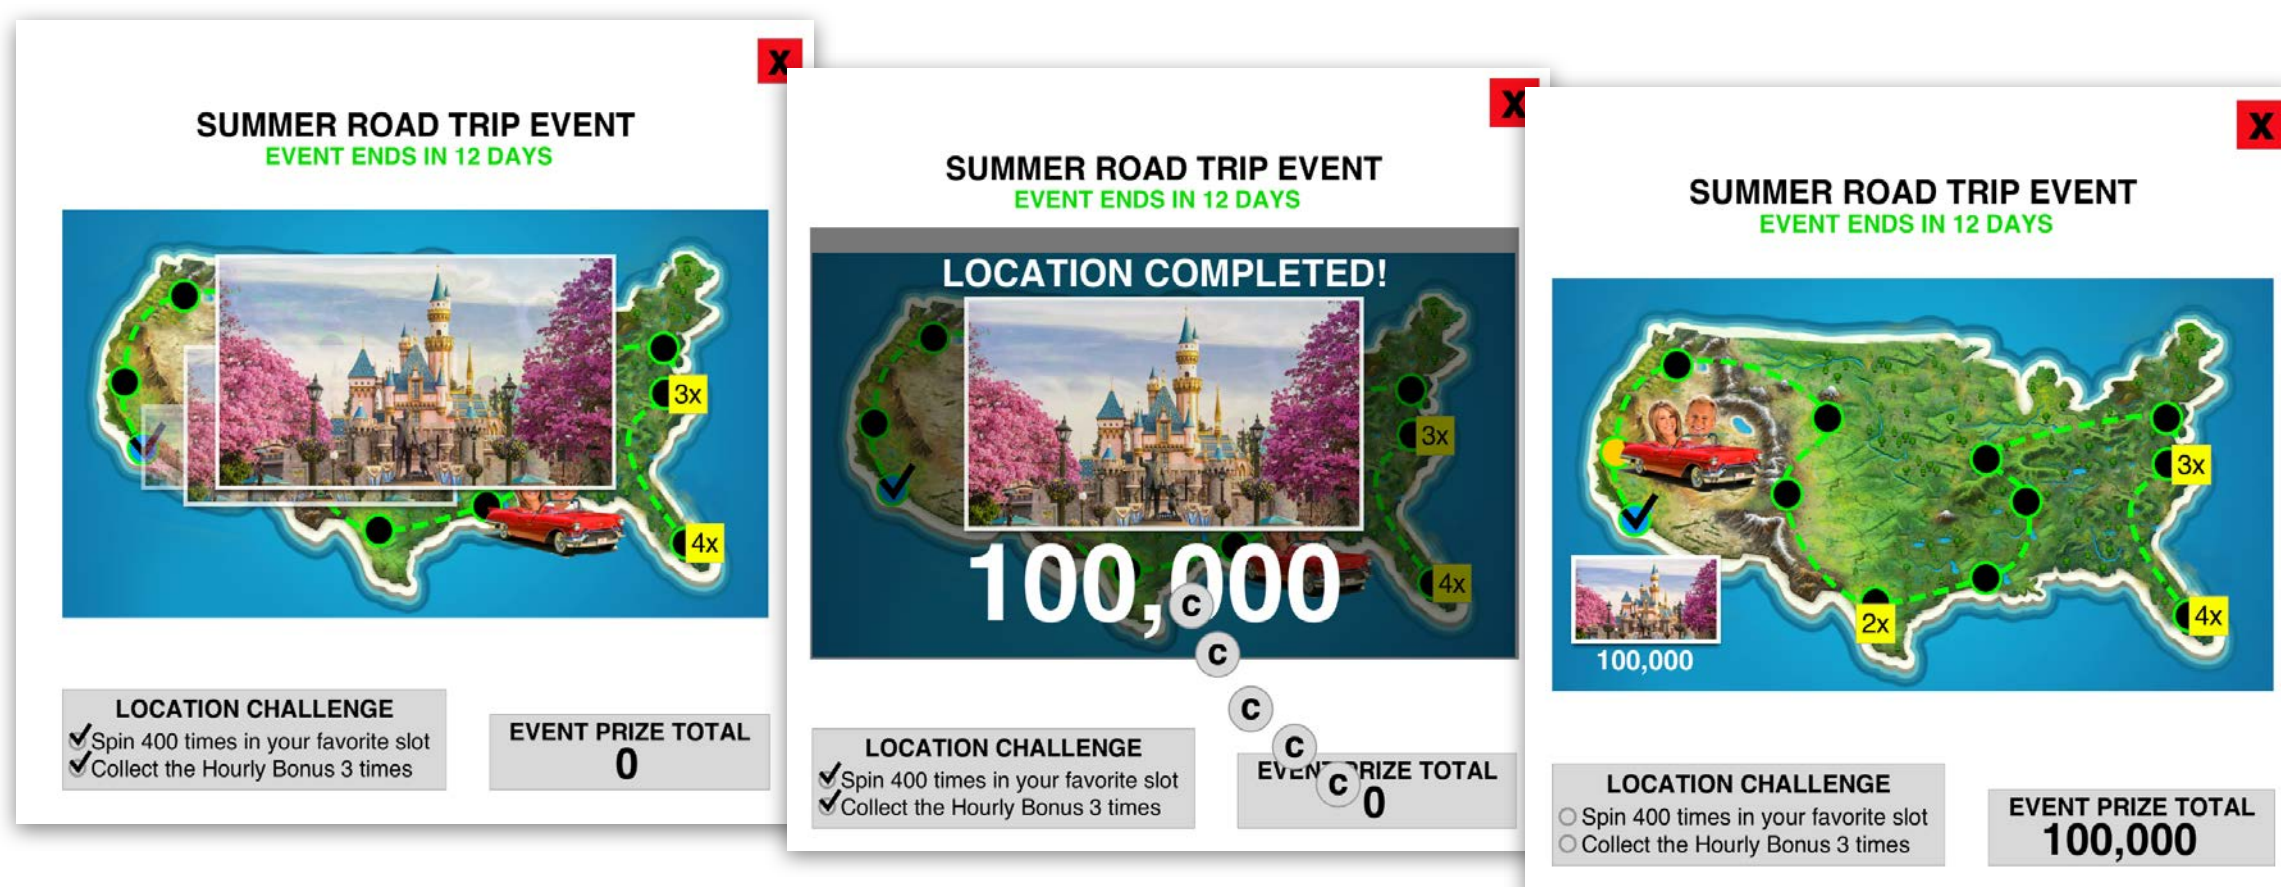 X
SUMMER ROAD TRIP EVENT
EVENT ENDS IN 12 DAYS
3x
4x
LOCATION CHALLENGE
Spin 400 times in your favorite slot
Collect the Hourly Bonus 3 times
EVENT PRIZE TOTAL
0
X
SUMMER ROAD TRIP EVENT
EVENT ENDS IN 12 DAYS
LOCATION COMPLETED!
3x
4x
100,000
C
C
C
C
C
LOCATION CHALLENGE
Spin 400 times in your favorite slot
Collect the Hourly Bonus 3 times
EVENT PRIZE TOTAL
0
X
SUMMER ROAD TRIP EVENT
EVENT ENDS IN 12 DAYS
3x
2x
4x
100,000
LOCATION CHALLENGE
Spin 400 times in your favorite slot
Collect the Hourly Bonus 3 times
EVENT PRIZE TOTAL
100,000